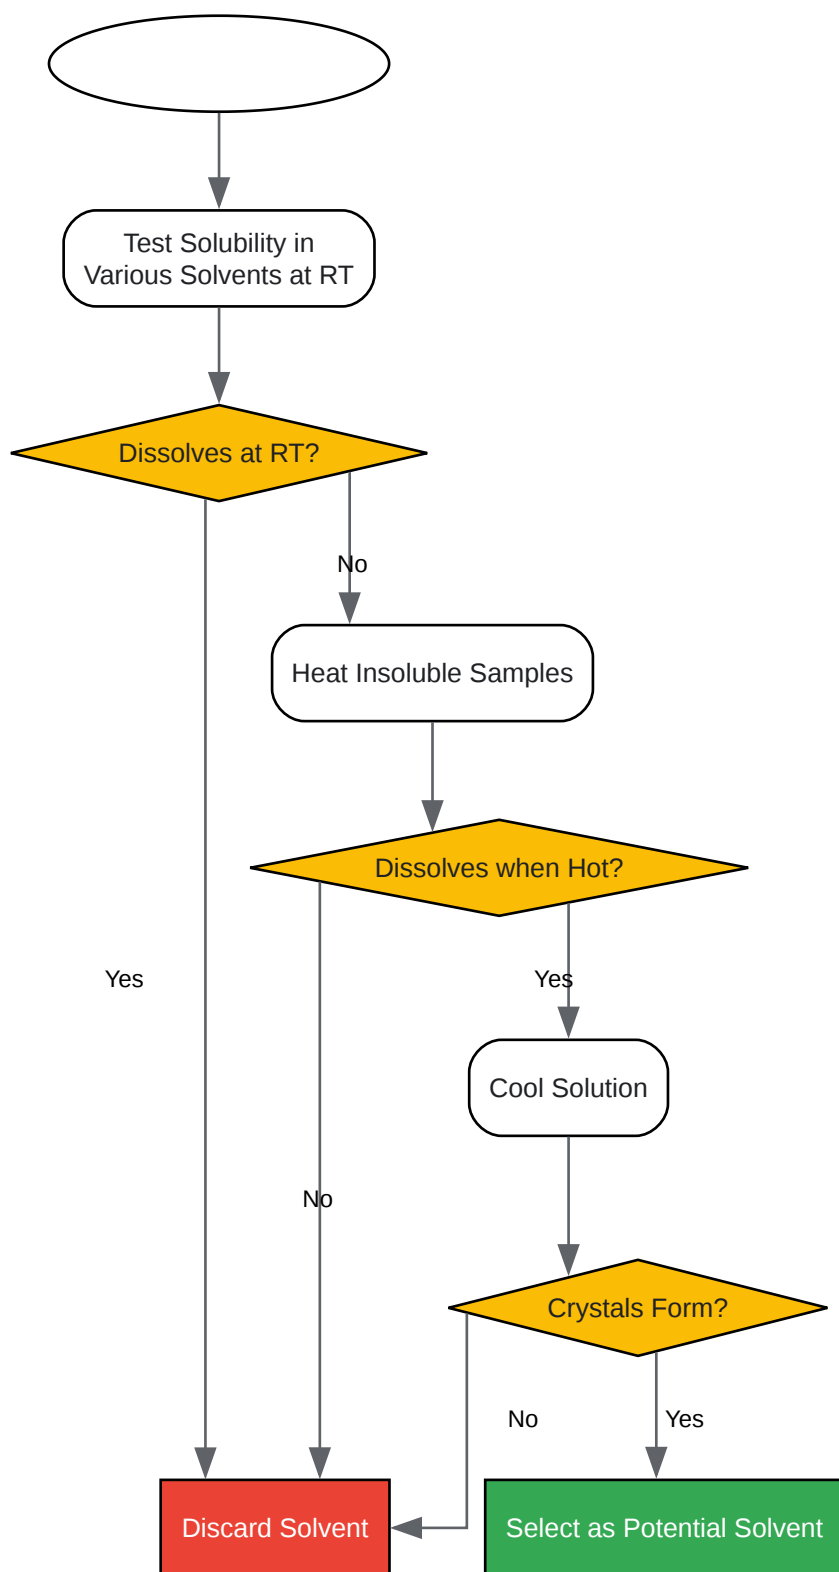 Test Solubility in
Various Solvents at RT
Dissolves at RT?
No
Heat Insoluble Samples
Dissolves when Hot?
Yes
Yes
Cool Solution
No
Crystals Form?
No
Yes
Discard Solvent
Select as Potential Solvent